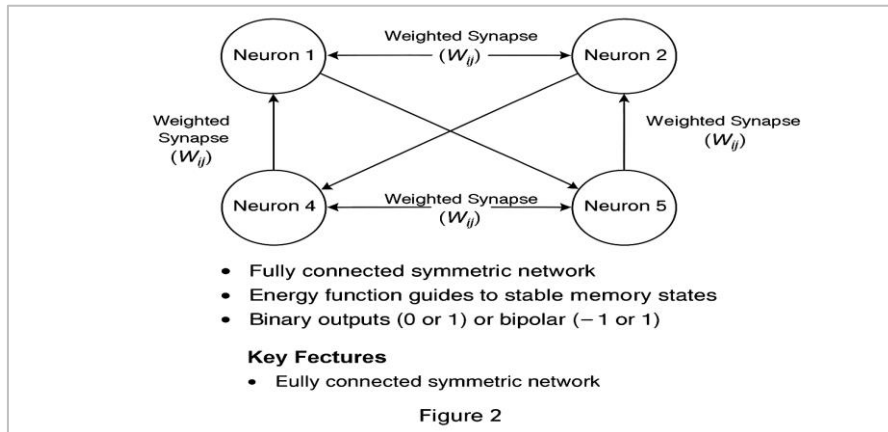 Weighted Synapse
(Wij)
Neuron 1
Neuron 2
Weighted
Synapse
(Wij)
Weighted Synapse
(Wij)
Neuron 4
Weighted Synapse
(Wij)
Neuron 5
• Fully connected symmetric network
• Energy function guides to stable memory states
• Binary outputs (0 or 1) or bipolar (−1 or 1)
Key Fectures
• Eully connected symmetric network
Figure 2